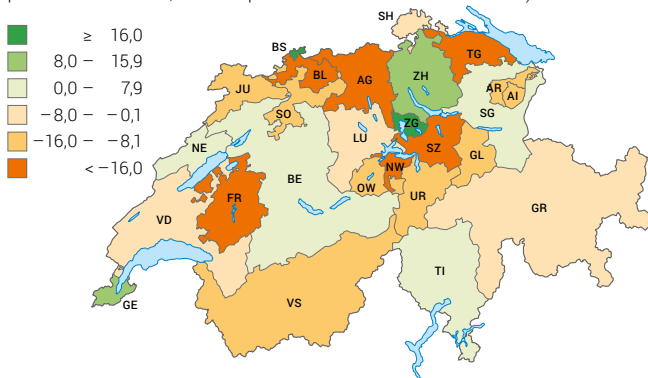 ≥ 16,0
8,0 – 15,9
0,0 – 7,9
−8,0 – −0,1
−16,0 – −8,1
< −16,0
SH
BS
TG
BL
AG
ZH
JU
AR
AI
SO
ZG
SG
LU
NE
SZ
GL
NW
BE
OW
FR
UR
GR
VD
TI
GE
VS